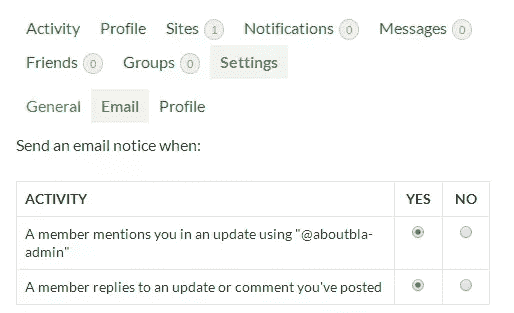 Activity Profile Sites 1 Notifications 0 Messages 0
Friends 0 Groups 0 Settings
General Email Profile
Send an email notice when:
ACTIVITY YES NO
A member mentions you in an update using "@aboutbla-
admin"
A member replies to an update or comment you've posted